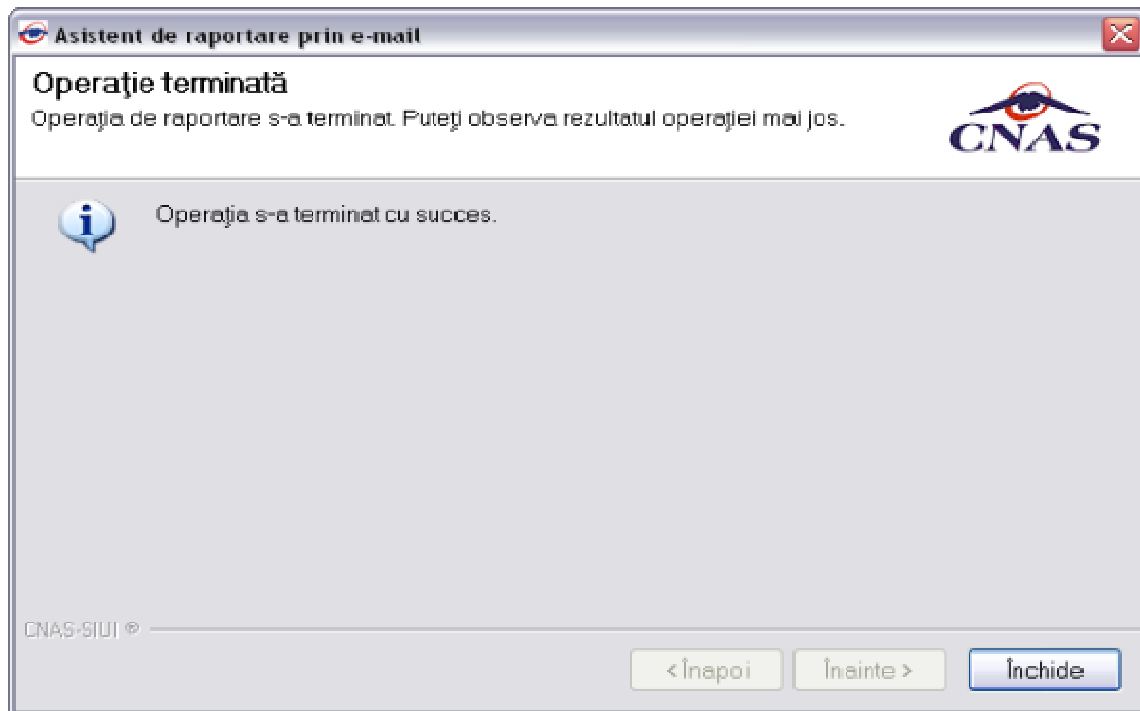 Asistent de raportare prin e-mail
Operaţie terminată
Operaţia de raportare s-a terminat. Puteţi observa rezultatul operaţiei mai jos.
CNAS
Operaţia s-a terminat cu succes.
CNAS-SIUI ®
< Înapoi
Înainte >
Închide